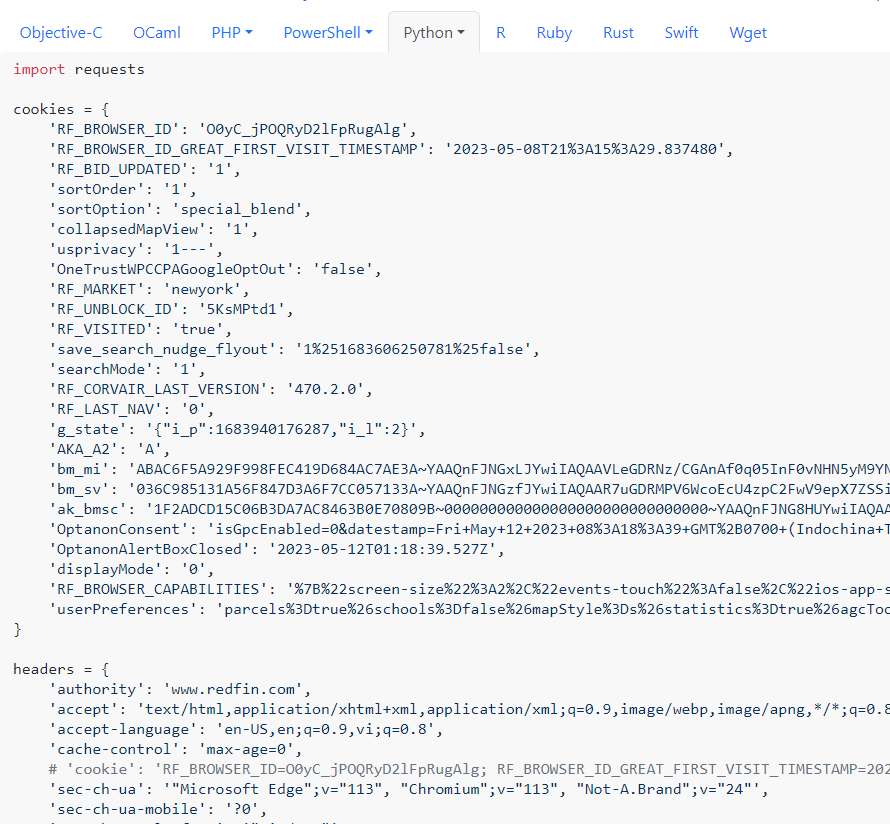 Objective-C OCaml PHP PowerShell Python R Ruby Rust Swift Wget
import requests
cookies = {
    'RF_BROWSER_ID': 'O0yC_jPOQRyD2lFpRugAlg',
    'RF_BROWSER_ID_GREAT_FIRST_VISIT_TIMESTAMP': '2023-05-08T21%3A15%3A29.837480',
    'RF_BID_UPDATED': '1',
    'sortOrder': '1',
    'sortOption': 'special_blend',
    'collapsedMapView': '1',
    'usprivacy': '1---',
    'OneTrustWPCCPAGoogleOptOut': 'false',
    'RF_MARKET': 'newyork',
    'RF_UNBLOCK_ID': '5KsMPtd1',
    'RF_VISITED': 'true',
    'save_search_nudge_flyout': '1%251683606250781%25false',
    'searchMode': '1',
    'RF_CORVAIR_LAST_VERSION': '470.2.0',
    'RF_LAST_NAV': '0',
    'g_state': '{"i_p":1683940176287,"i_l":2}',
    'AKA_A2': 'A',
    'bm_mi': 'ABAC6F5A929F998FEC419D684AC7AE3A~YAAQnFJNGxLJYwiIAQAAVLeGDRNz/CGAnAf0q05InF0vNHN5yM9YN
    'bm_sv': '036C985131A56F847D3A6F7CC057133A~YAAQnFJNGzfJYwiIAQAAR7uGDRMPV6WcoEcU4zpC2FwV9epX7ZSSi
    'ak_bmsc': '1F2ADCD15C06B3DA7AC8463B0E70809B~000000000000000000000000000000~YAAQnFJNG8HUYwiIAQAA
    'OptanonConsent': 'isGpcEnabled=0&datestamp=Fri+May+12+2023+08%3A18%3A39+GMT%2B0700+(Indochina+T
    'OptanonAlertBoxClosed': '2023-05-12T01:18:39.527Z',
    'displayMode': '0',
    'RF_BROWSER_CAPABILITIES': '%7B%22screen-size%22%3A2%2C%22events-touch%22%3Afalse%2C%22ios-app-s
    'userPreferences': 'parcels%3Dtrue%26schools%3Dfalse%26mapStyle%3Ds%26statistics%3Dtrue%26agcToo
}
headers = {
    'authority': 'www.redfin.com',
    'accept': 'text/html,application/xhtml+xml,application/xml;q=0.9,image/webp,image/apng,*/*;q=0.8
    'accept-language': 'en-US,en;q=0.9,vi;q=0.8',
    'cache-control': 'max-age=0',
    # 'cookie': 'RF_BROWSER_ID=O0yC_jPOQRyD2lFpRugAlg; RF_BROWSER_ID_GREAT_FIRST_VISIT_TIMESTAMP=202
    'sec-ch-ua': '"Microsoft Edge";v="113", "Chromium";v="113", "Not-A.Brand";v="24"',
    'sec-ch-ua-mobile': '?0',